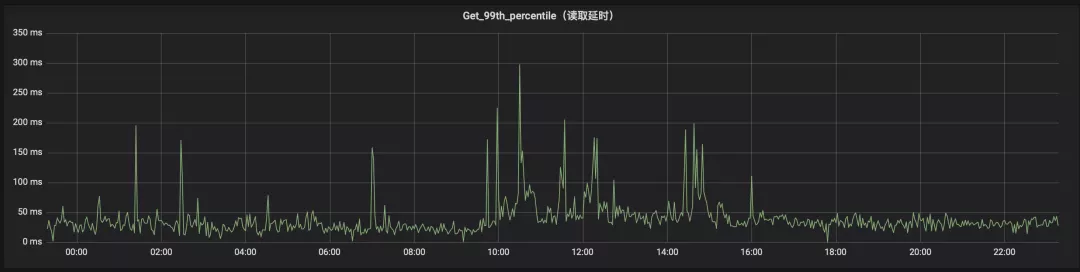 Get_99th_percentile（读取延时）
350 ms
300 ms
250 ms
200 ms
150 ms
100 ms
50 ms
0 ms
00:00 02:00 04:00 06:00 08:00 10:00 12:00 14:00 16:00 18:00 20:00 22:00